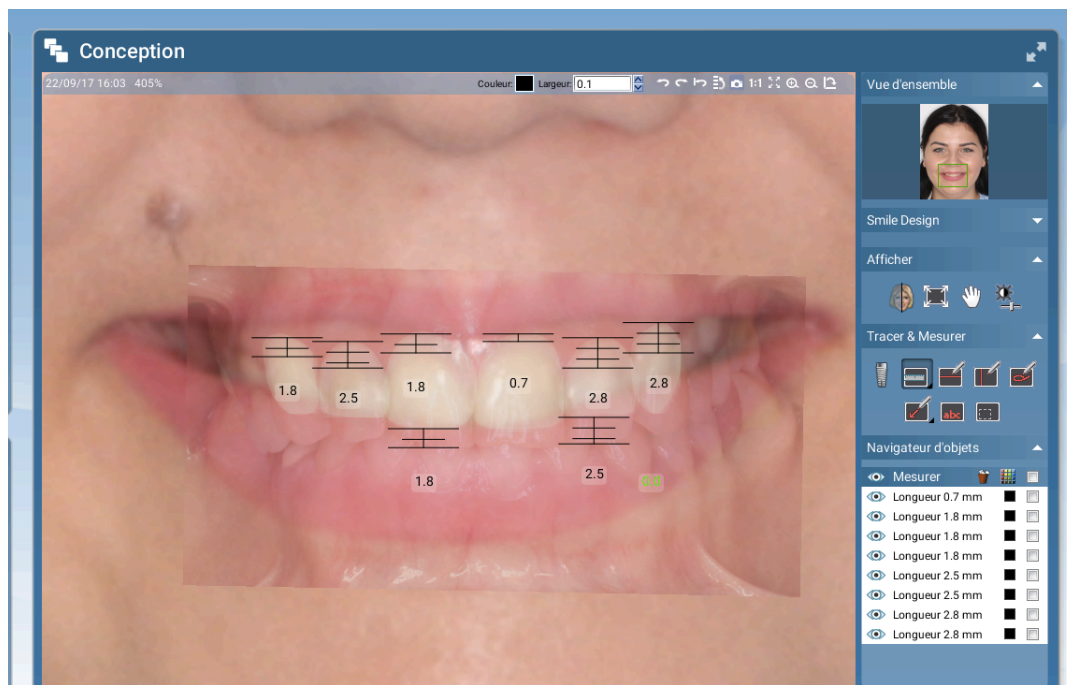 Conception
22/09/17 16:03 405%
Couleur: Largeur: 0.1
1:1
Vue d'ensemble
Smile Design
Afficher
Tracer & Mesurer
abc
Navigateur d'objets
Mesurer
Longueur 0.7 mm
Longueur 1.8 mm
Longueur 1.8 mm
Longueur 1.8 mm
Longueur 2.5 mm
Longueur 2.5 mm
Longueur 2.8 mm
Longueur 2.8 mm
1.8
2.5
1.8
0.7
2.8
2.8
1.8
2.5